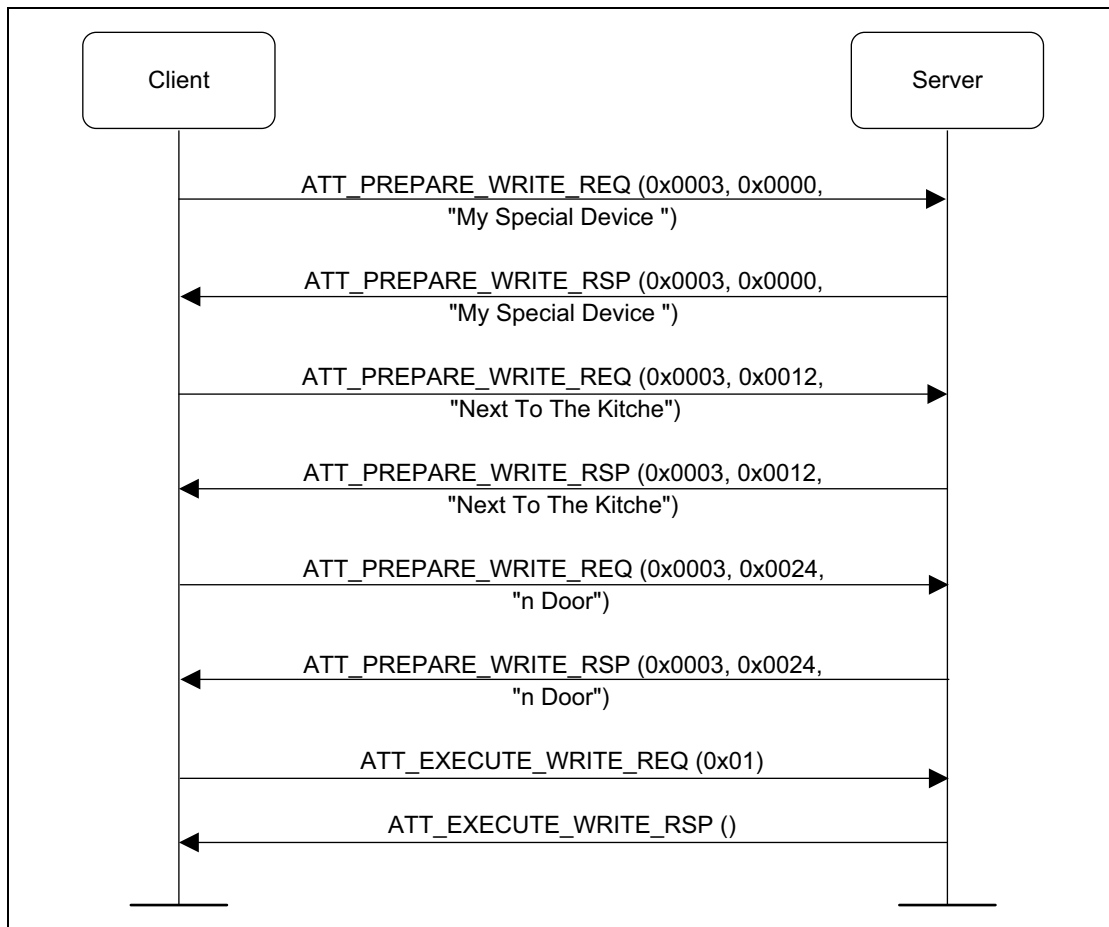 Client
Server
ATT_PREPARE_WRITE_REQ (0x0003, 0x0000,
"My Special Device ")
ATT_PREPARE_WRITE_RSP (0x0003, 0x0000,
"My Special Device ")
ATT_PREPARE_WRITE_REQ (0x0003, 0x0012,
"Next To The Kitche")
ATT_PREPARE_WRITE_RSP (0x0003, 0x0012,
"Next To The Kitche")
ATT_PREPARE_WRITE_REQ (0x0003, 0x0024,
"n Door")
ATT_PREPARE_WRITE_RSP (0x0003, 0x0024,
"n Door")
ATT_EXECUTE_WRITE_REQ (0x01)
ATT_EXECUTE_WRITE_RSP ()